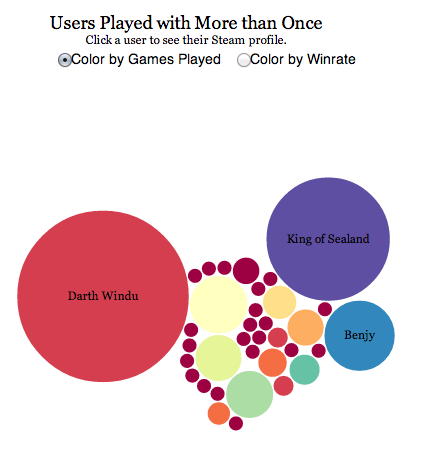 Users Played with More than Once
Click a user to see their Steam profile.
Color by Games Played Color by Winrate
King of Sealand
Darth Windu
Benjy